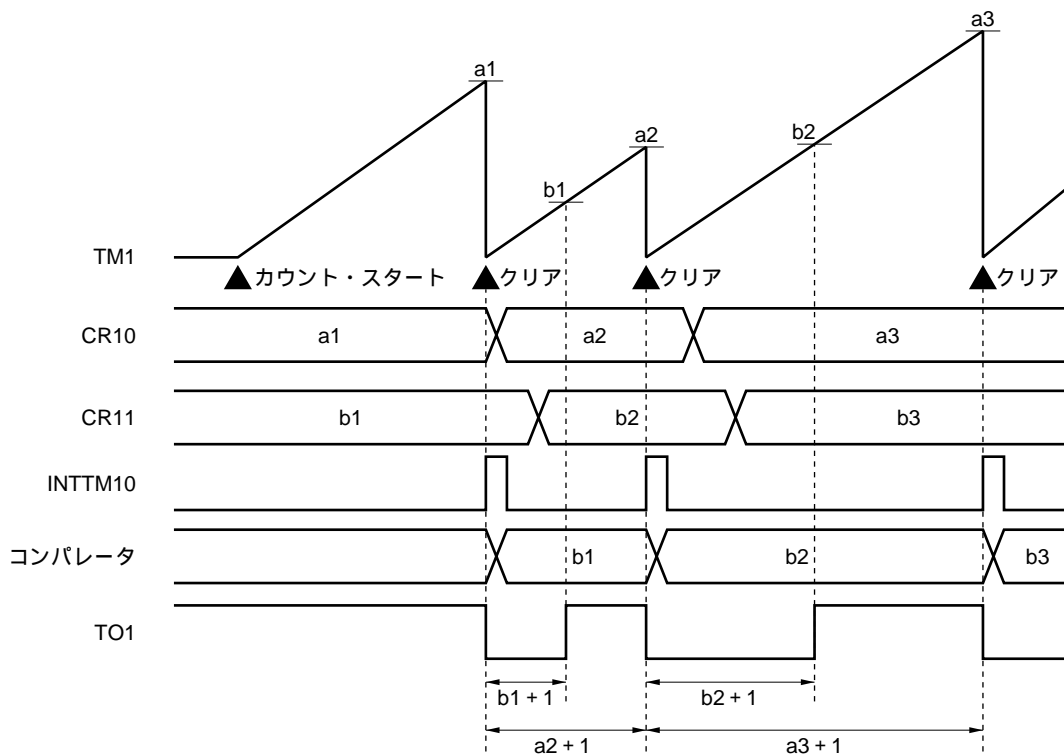 a3
a1
a2
b2
b1
TM1
カウント・スタート
クリア
クリア
クリア
CR10
a1
a2
a3
CR11
b1
b2
b3
INTTM10
コンパレータ
b1
b2
b3
TO1
b1 + 1
b2 + 1
a2 + 1
a3 + 1